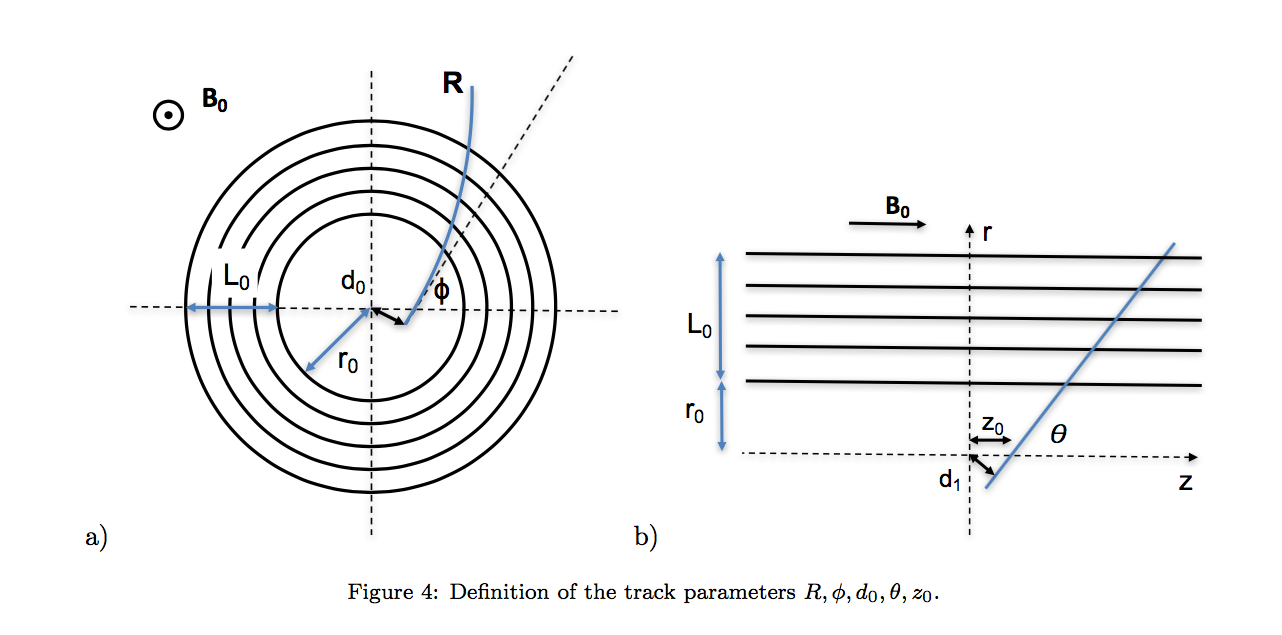 R
B₀
L₀
d₀
ϕ
r₀
a)
B₀
r
L₀
r₀
z₀
θ
d₁
z
b)
Figure 4: Definition of the track parameters R, ϕ, d₀, θ, z₀.